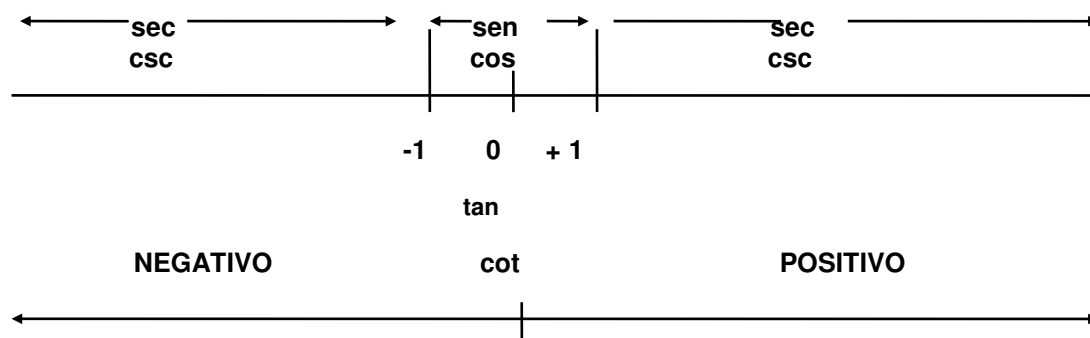 sec sen sec
csc cos csc
-1 0 + 1
tan
NEGATIVO cot POSITIVO